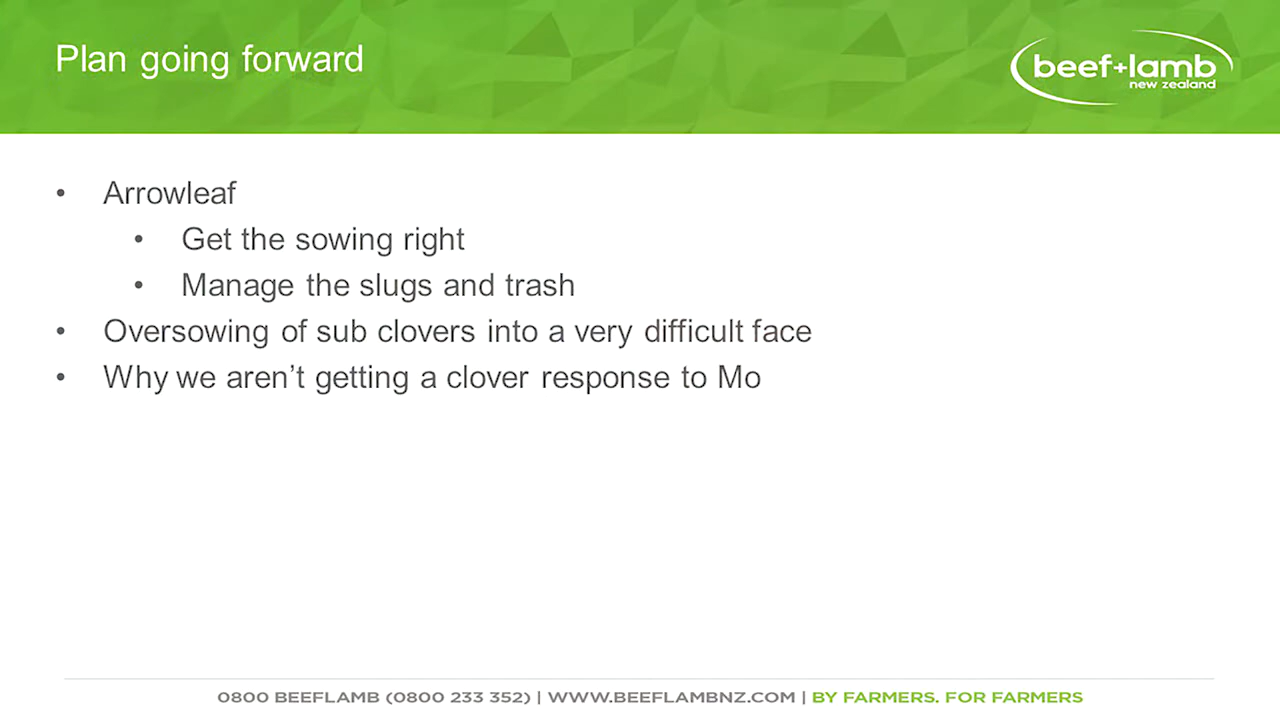 Plan going forward
beef+lamb
new zealand
• Arrowleaf
• Get the sowing right
• Manage the slugs and trash
• Oversowing of sub clovers into a very difficult face
• Why we aren’t getting a clover response to Mo
0800 BEEFLAMB (0800 233 352) | WWW.BEEFLAMBNZ.COM | BY FARMERS. FOR FARMERS